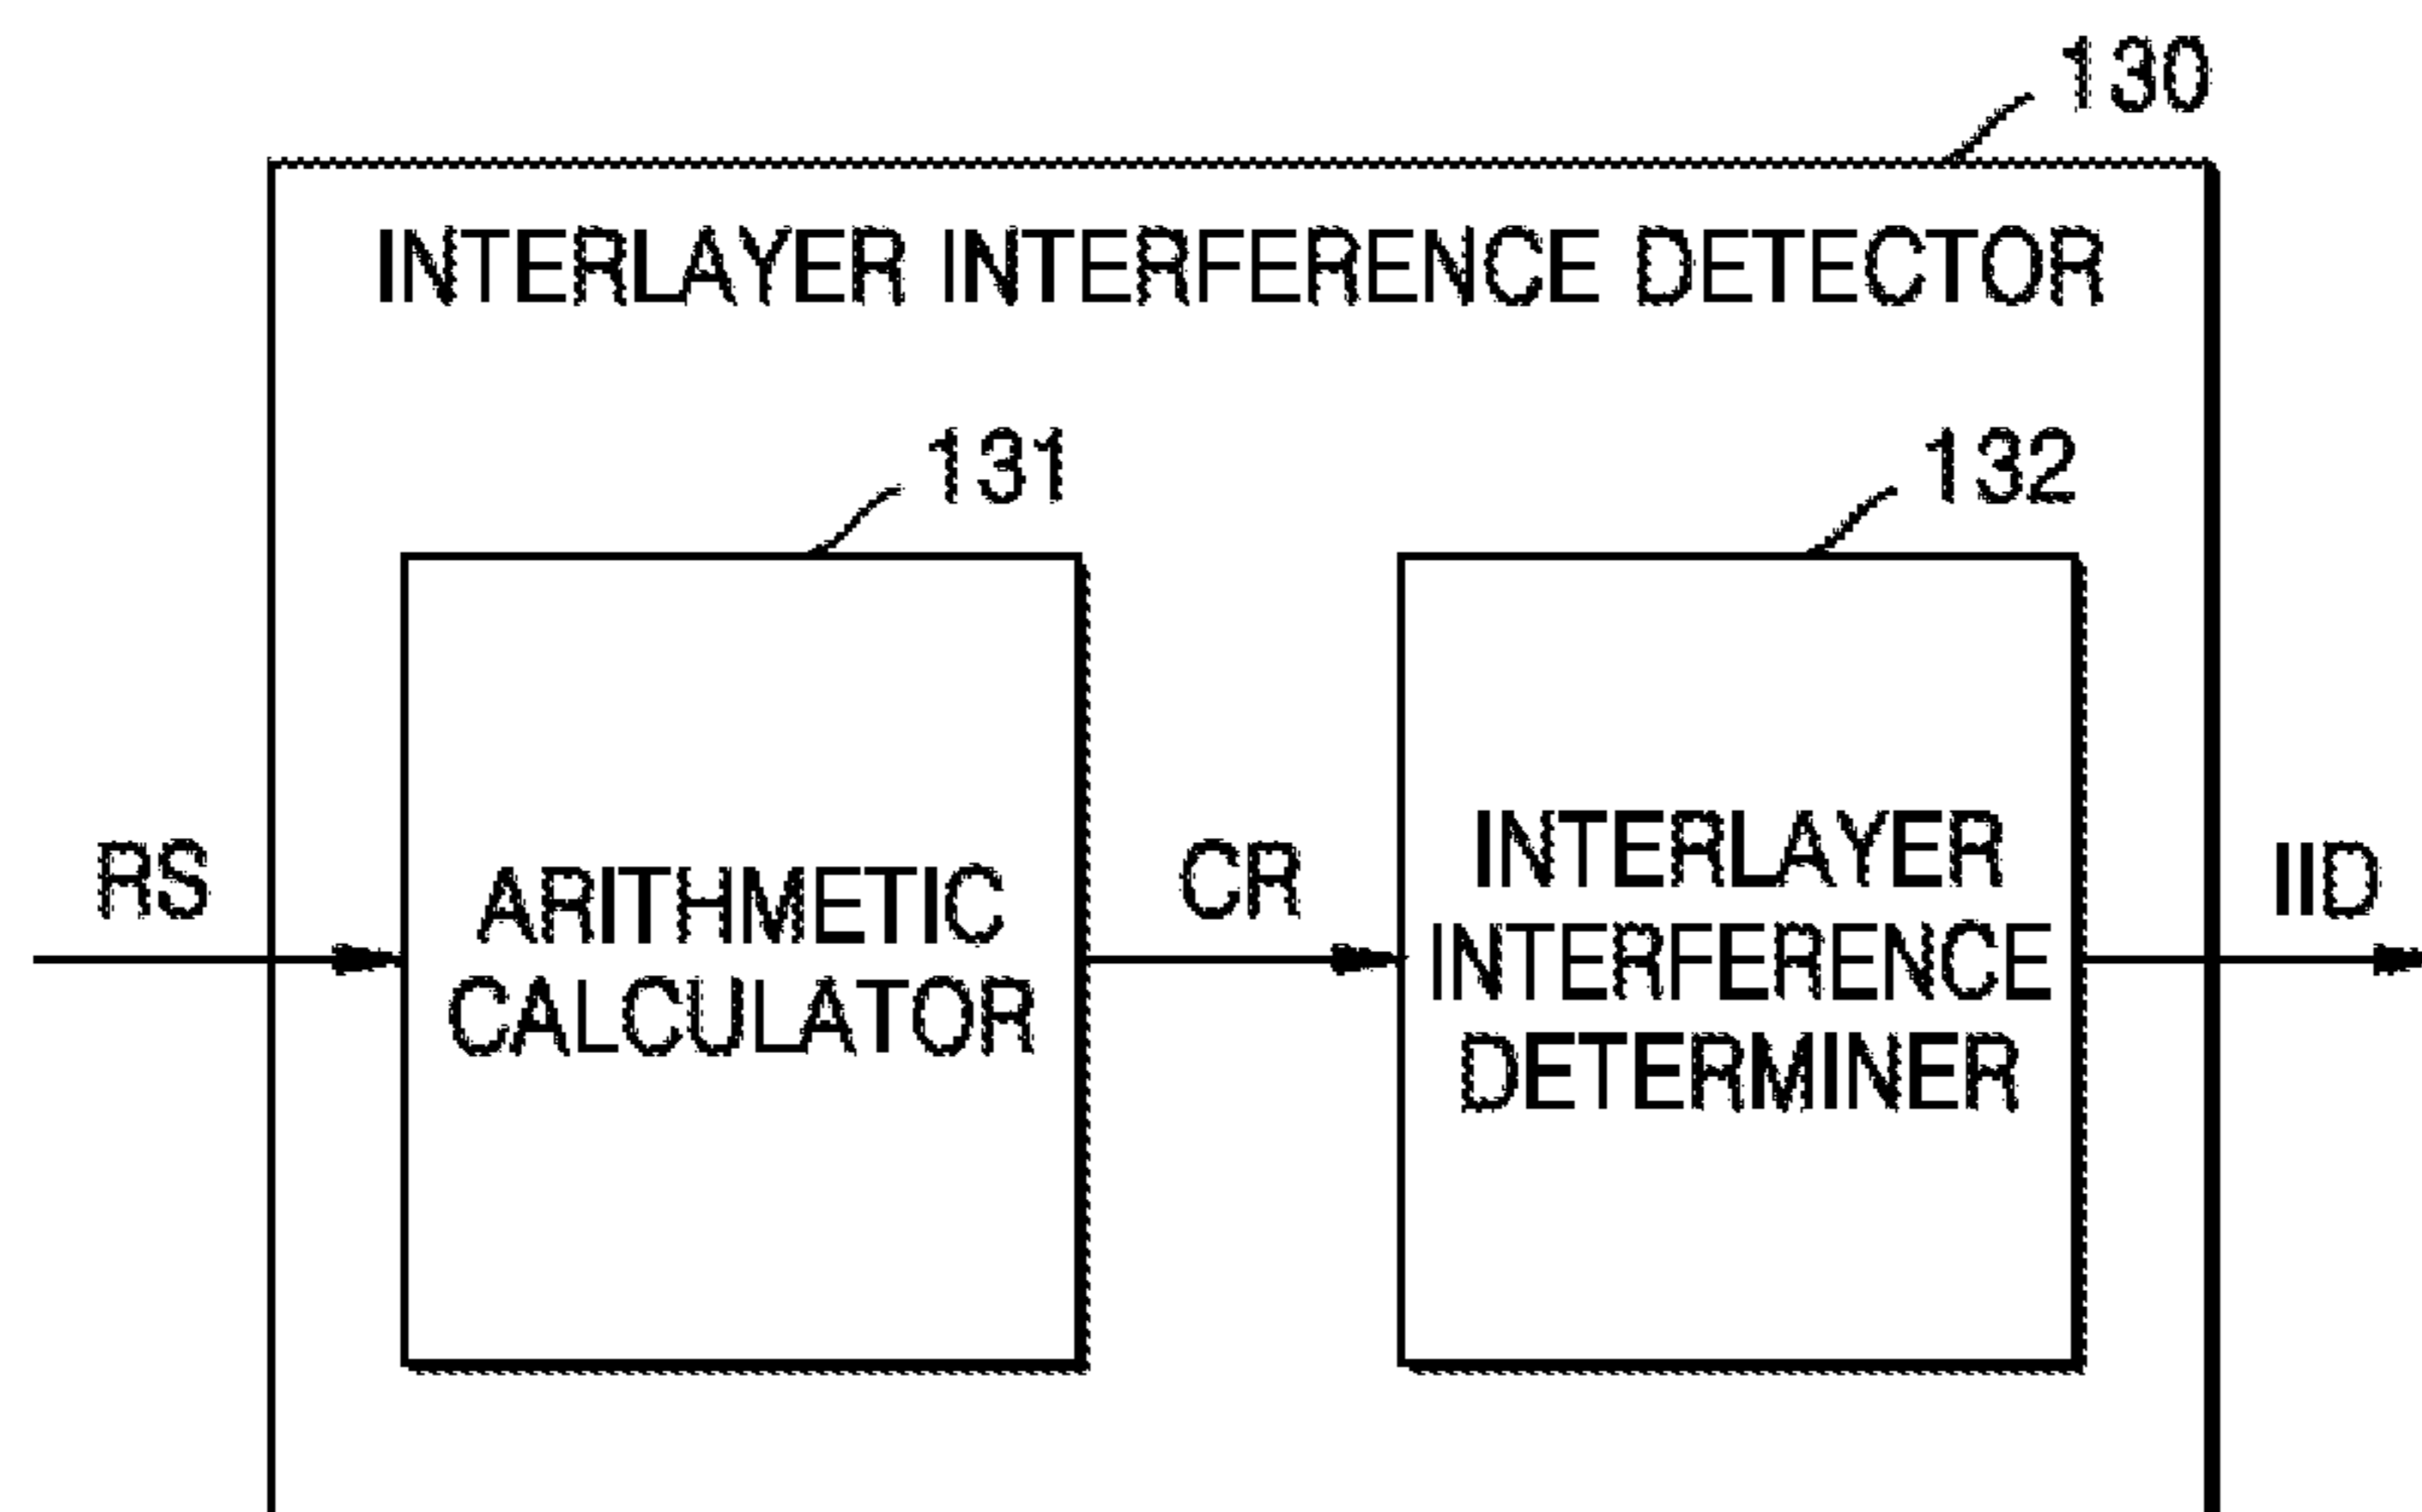 130
INTERLAYER INTERFERENCE DETECTOR
131
132
RS
ARITHMETIC
CALCULATOR
CR
INTERLAYER
INTERFERENCE
DETERMINER
IID